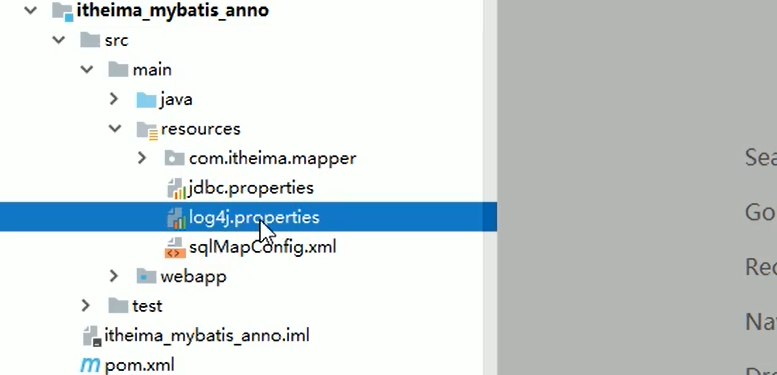 itheima_mybatis_anno
src
main
java
resources
com.itheima.mapper
jdbc.properties
log4j.properties
sqlMapConfig.xml
webapp
test
itheima_mybatis_anno.iml
pom.xml
Sea
Go
Rec
Na